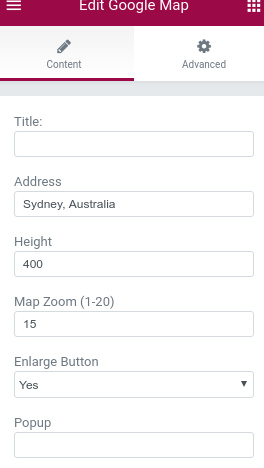 Edit Google Map
Content
Advanced
Title:
Address
Sydney, Australia
Height
400
Map Zoom (1-20)
15
Enlarge Button
Yes
Popup